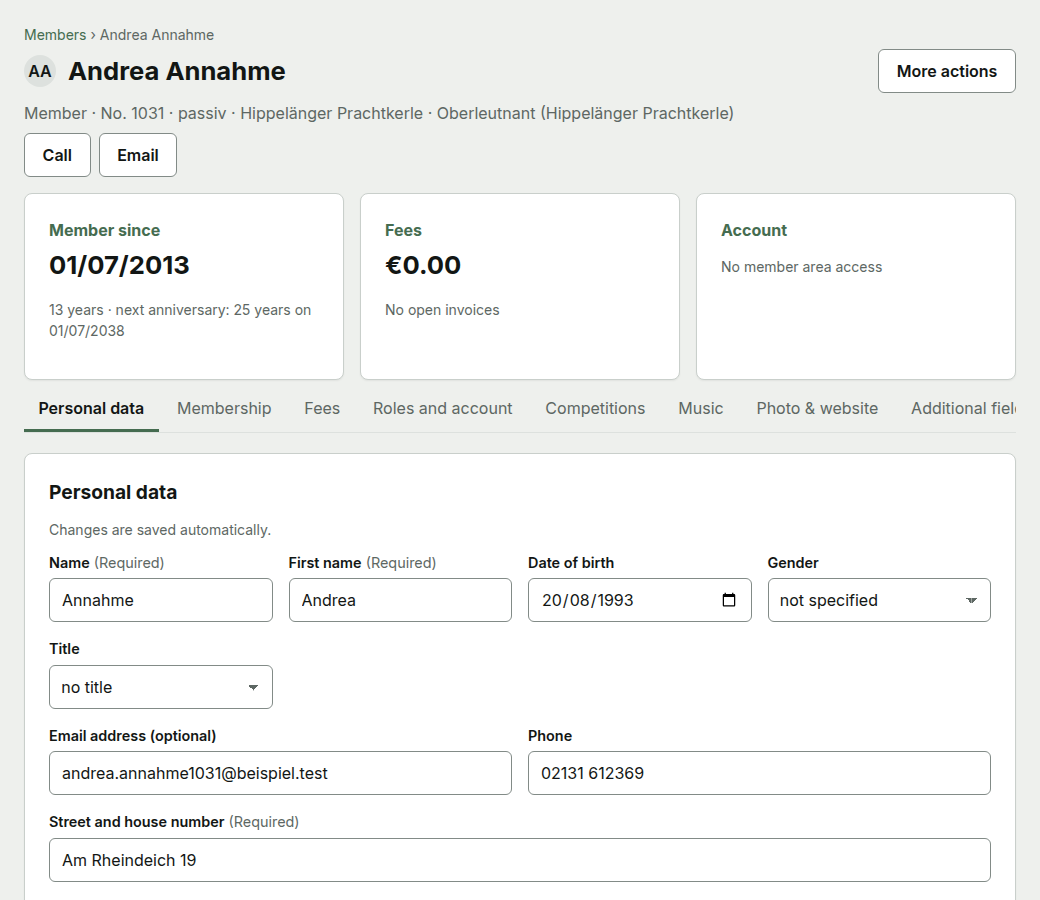 Members › Andrea Annahme
AA Andrea Annahme
More actions
Member · No. 1031 · passiv · Hippelänger Prachtkerle · Oberleutnant (Hippelänger Prachtkerle)
Call Email
Member since
01/07/2013
13 years · next anniversary: 25 years on
01/07/2038
Fees
€0.00
No open invoices
Account
No member area access
Personal data Membership Fees Roles and account Competitions Music Photo & website Additional
Personal data
Changes are saved automatically.
Name (Required) First name (Required) Date of birth Gender
Annahme Andrea 20/08/1993 not specified
Title
no title
Email address (optional) Phone
andrea.annahme1031@beispiel.test 02131 612369
Street and house number (Required)
Am Rheindeich 19